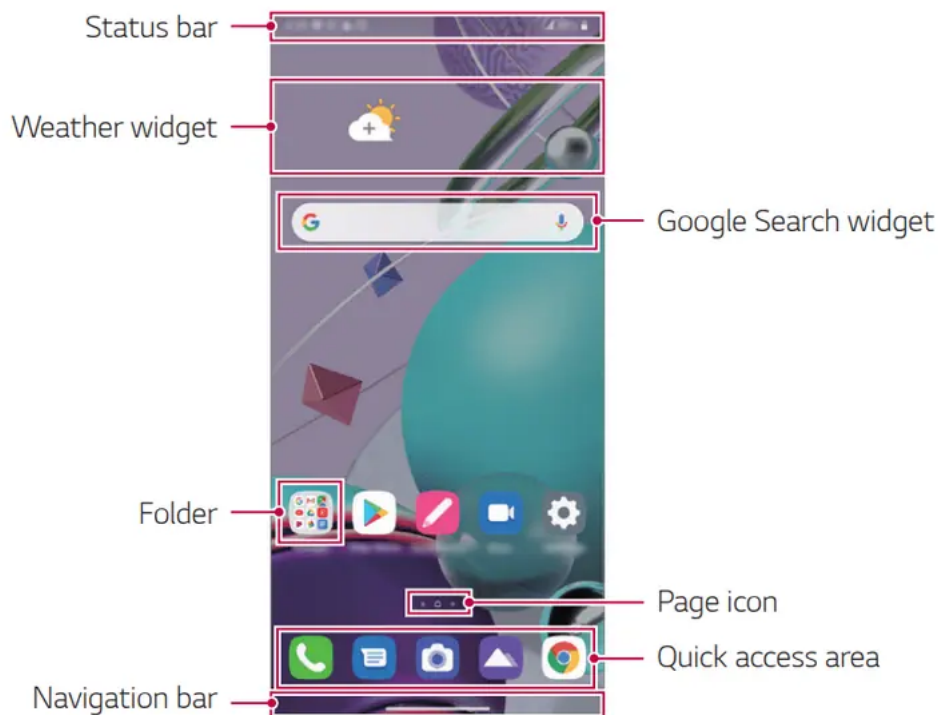 Status bar
Weather widget
Google Search widget
Folder
Page icon
Quick access area
Navigation bar